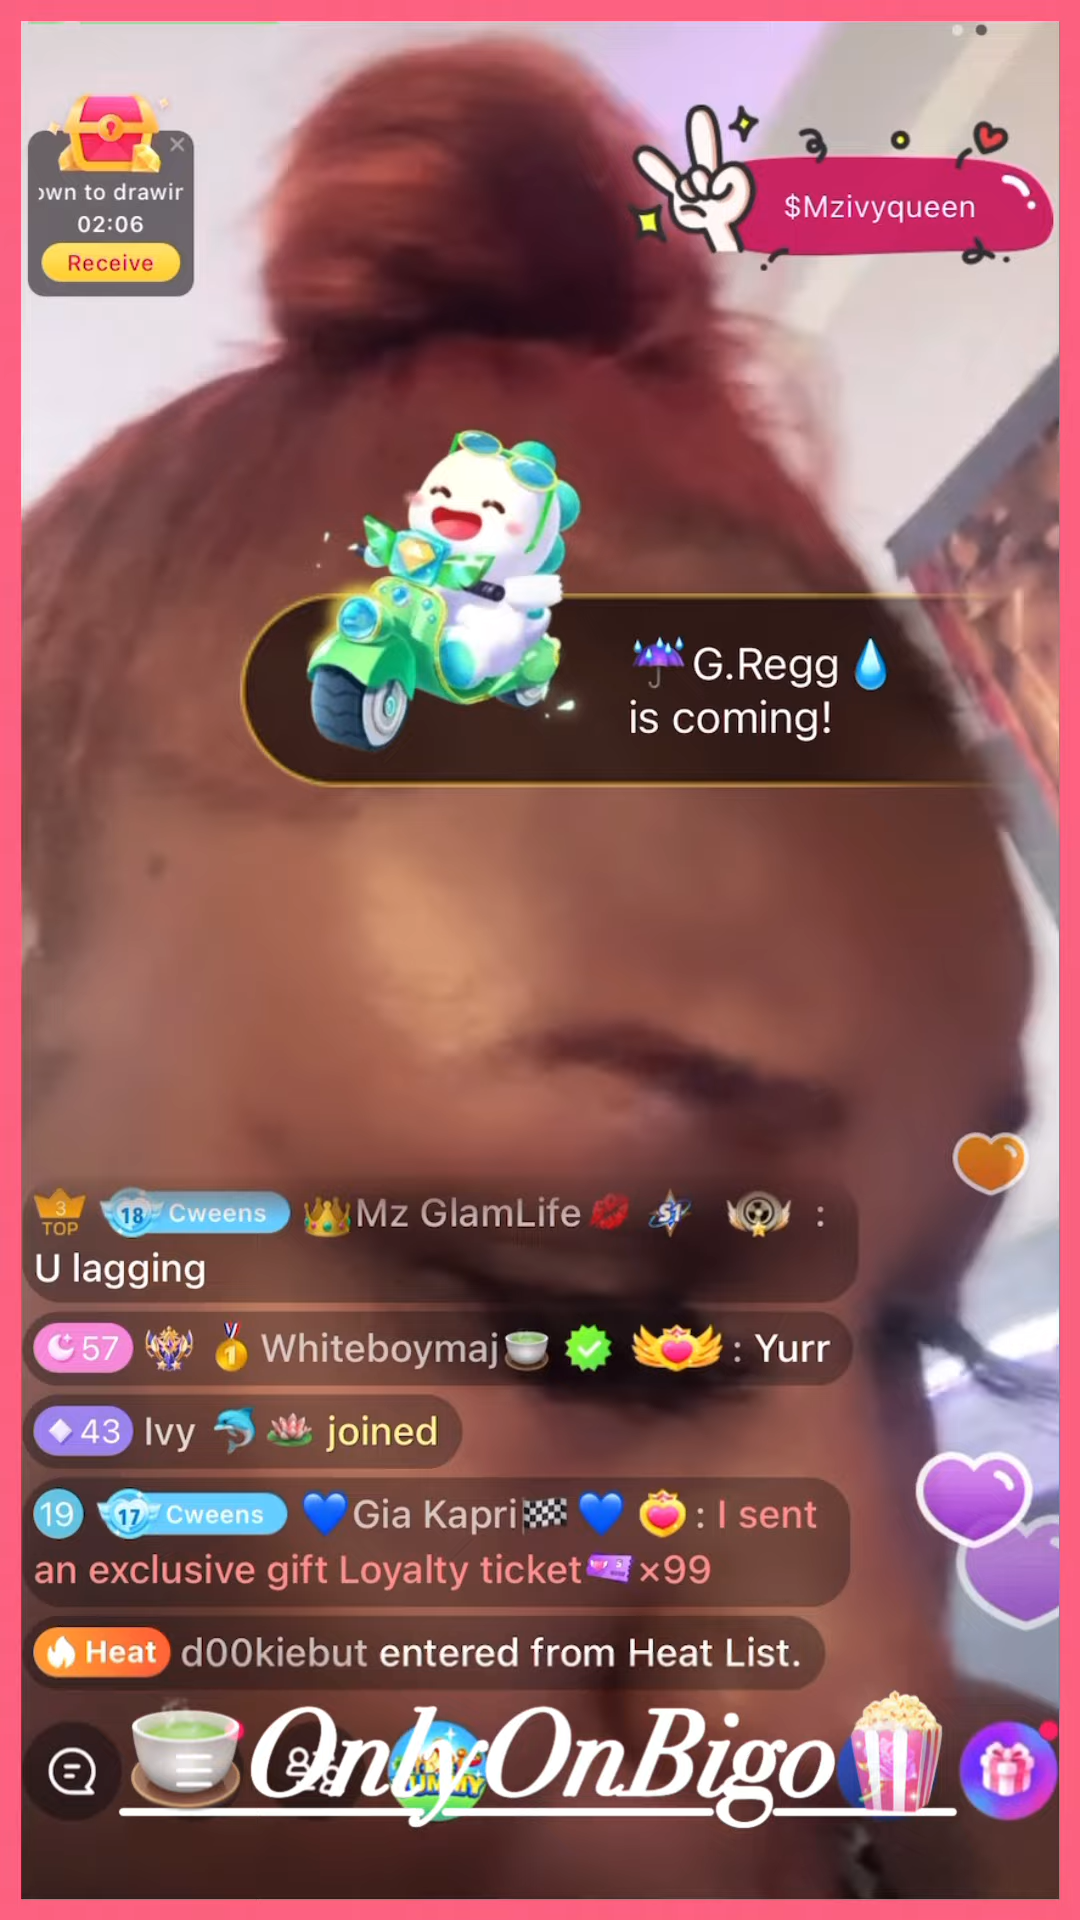 own to drawir
02:06
Receive
$Mzivyqueen
☔G.Regg💧
is coming!
3
TOP
18 Cweens 👑Mz GlamLife💋 S1 :
U lagging
57 🥇 Whiteboymaj🍵 : Yurr
43 Ivy 🐬🪷 joined
19 17 Cweens 💙Gia Kapri🏁💙 : I sent
an exclusive gift Loyalty ticket ×99
Heat d00kiebut entered from Heat List.
OnlyOnBigo